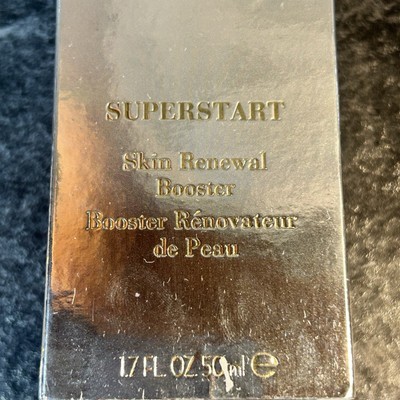 SUPERSTART
Skin Renewal
Booster
Booster Rénovateur
de Peau
1.7 FL. OZ. 50 ml ℮